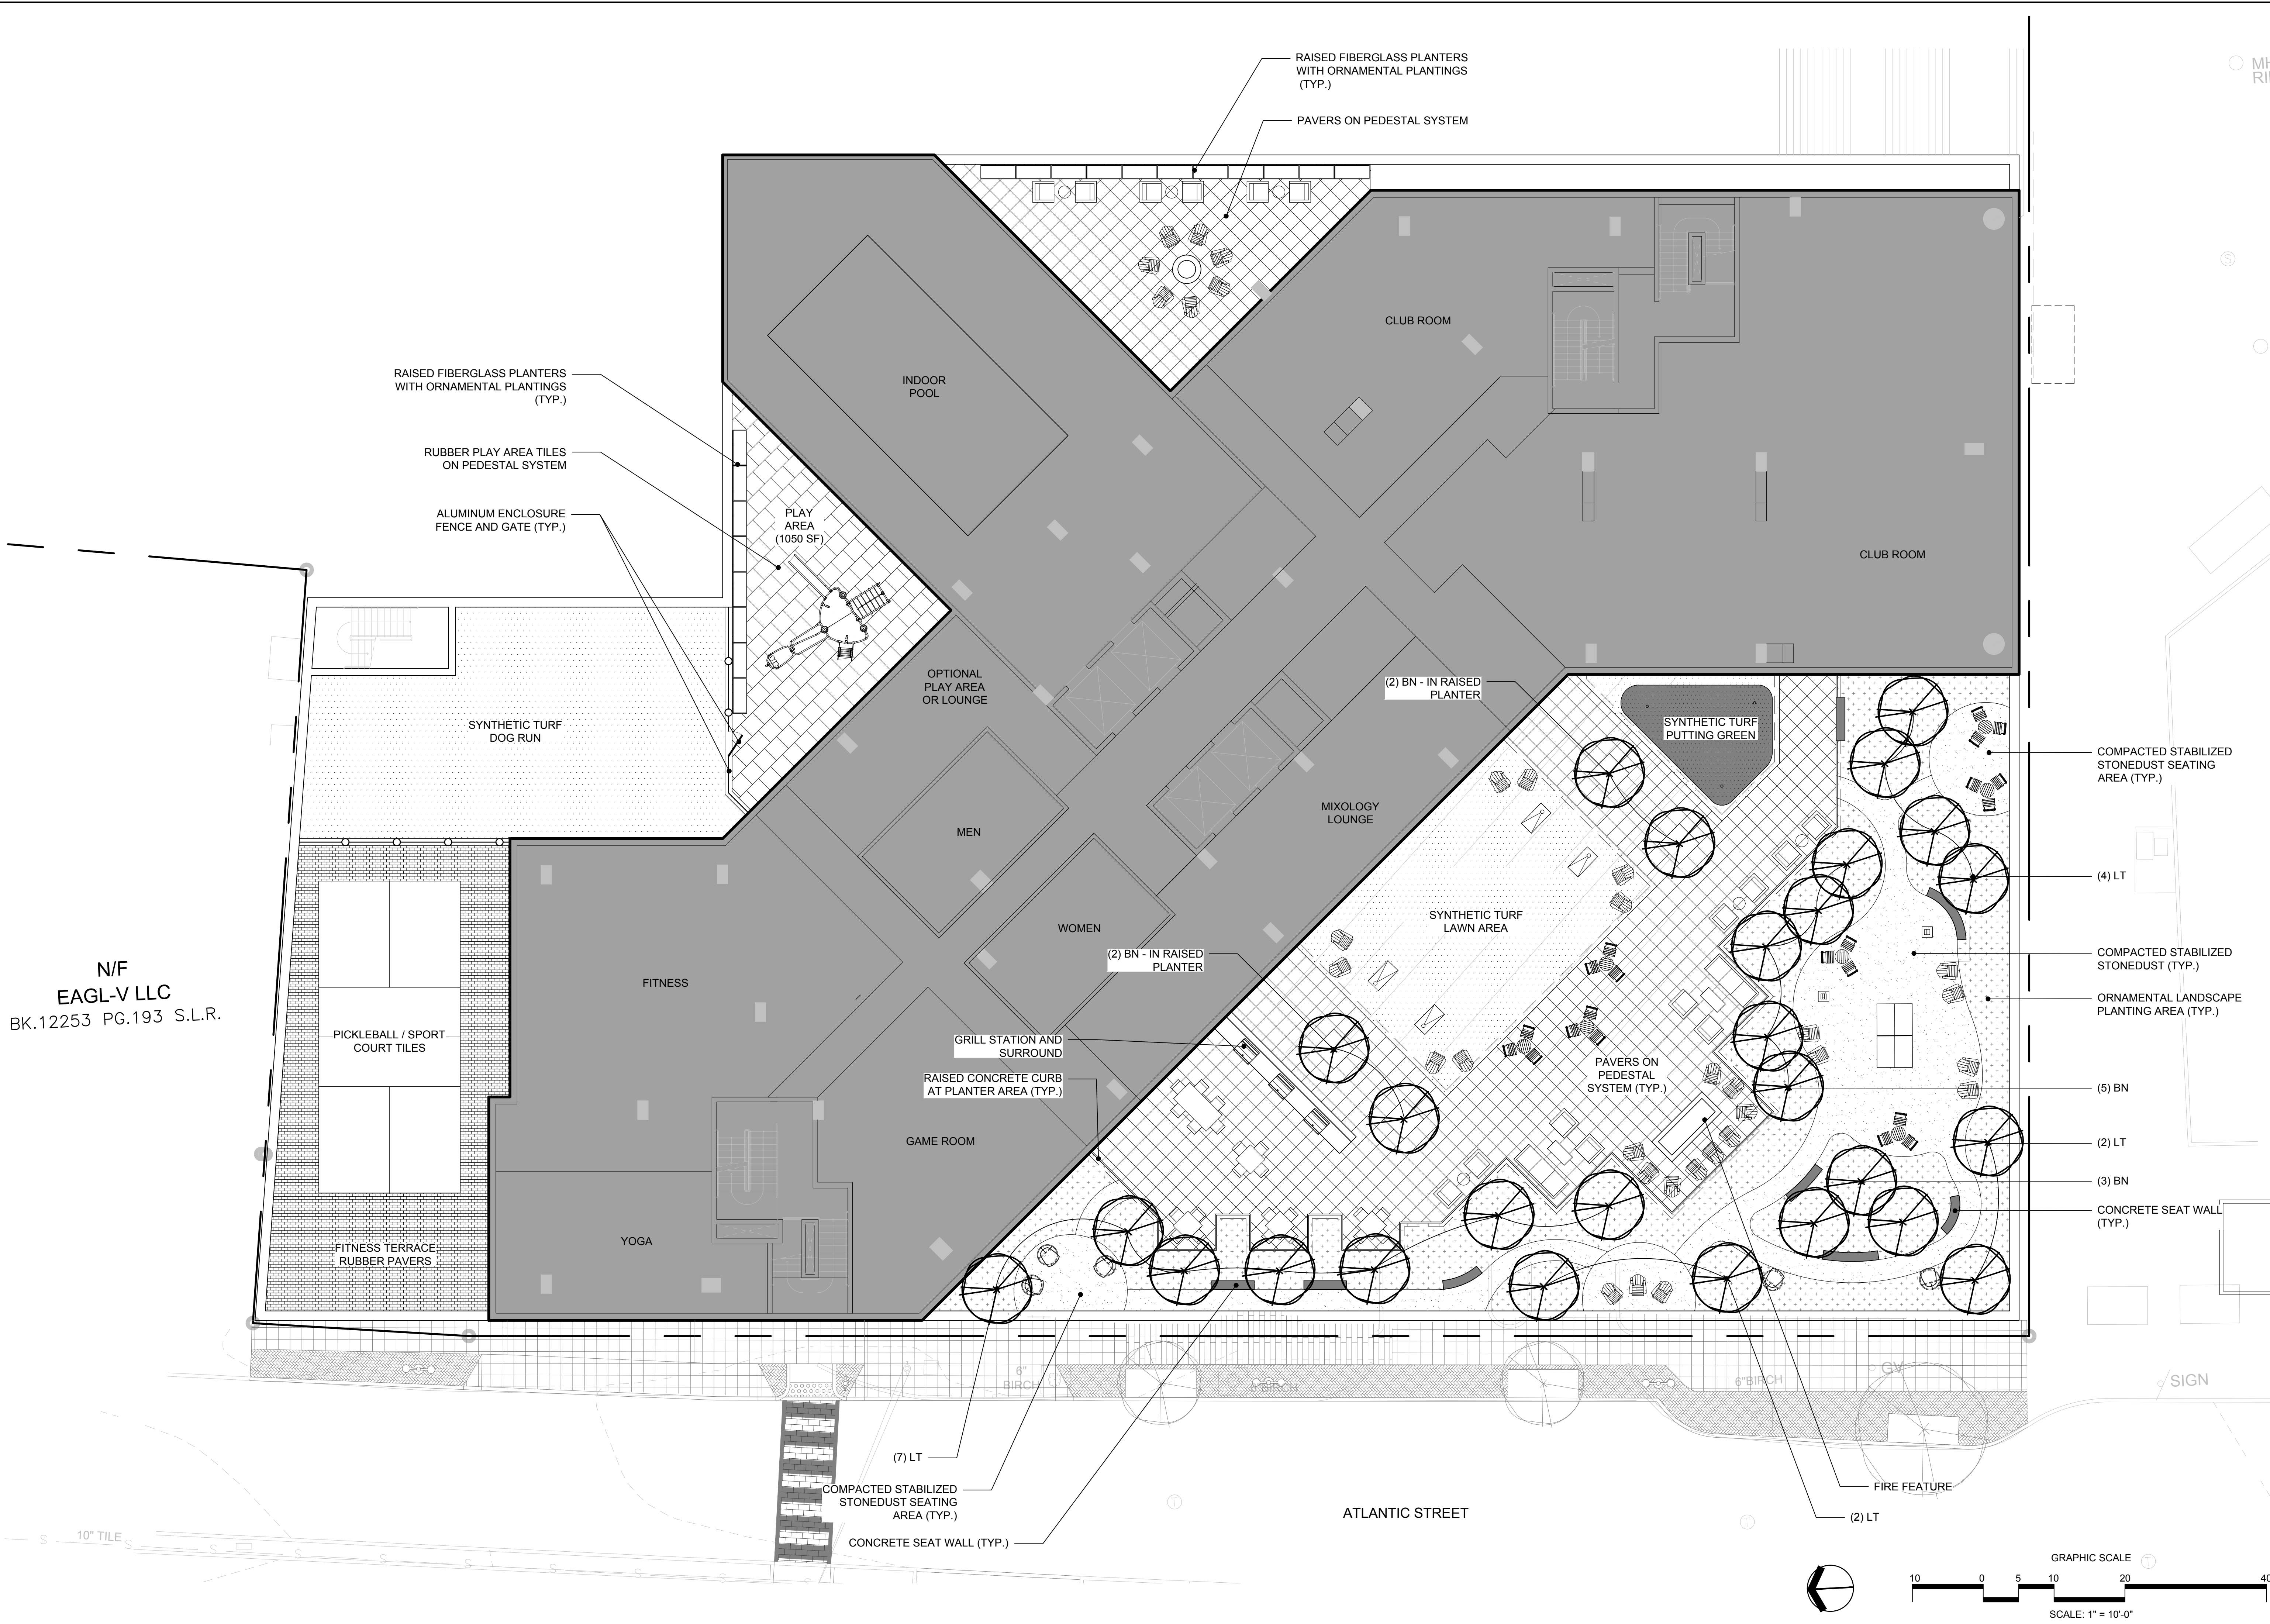 RAISED FIBERGLASS PLANTERS
WITH ORNAMENTAL PLANTINGS
(TYP.)
PAVERS ON PEDESTAL SYSTEM
RAISED FIBERGLASS PLANTERS
WITH ORNAMENTAL PLANTINGS
(TYP.)
RUBBER PLAY AREA TILES
ON PEDESTAL SYSTEM
ALUMINUM ENCLOSURE
FENCE AND GATE (TYP.)
INDOOR
POOL
CLUB ROOM
CLUB ROOM
PLAY
AREA
(1050 SF)
OPTIONAL
PLAY AREA
OR LOUNGE
SYNTHETIC TURF
DOG RUN
(2) BN - IN RAISED
PLANTER
SYNTHETIC TURF
PUTTING GREEN
COMPACTED STABILIZED
STONEDUST SEATING
AREA (TYP.)
MIXOLOGY
LOUNGE
MEN
(4) LT
SYNTHETIC TURF
LAWN AREA
WOMEN
(2) BN - IN RAISED
PLANTER
COMPACTED STABILIZED
STONEDUST (TYP.)
N/F
EAGL-V LLC
BK.12253 PG.193 S.L.R.
FITNESS
ORNAMENTAL LANDSCAPE
PLANTING AREA (TYP.)
PICKLEBALL / SPORT
COURT TILES
GRILL STATION AND
SURROUND
RAISED CONCRETE CURB
AT PLANTER AREA (TYP.)
PAVERS ON
PEDESTAL
SYSTEM (TYP.)
(5) BN
GAME ROOM
(2) LT
(3) BN
CONCRETE SEAT WALL
(TYP.)
YOGA
FITNESS TERRACE
RUBBER PAVERS
6"
BIRCH
6"BIRCH
6"BIRCH
GV
SIGN
(7) LT
COMPACTED STABILIZED
STONEDUST SEATING
AREA (TYP.)
CONCRETE SEAT WALL (TYP.)
FIRE FEATURE
(2) LT
ATLANTIC STREET
10" TILE
S S S S S S S
T T T
S
G
GRAPHIC SCALE
10 0 5 10 20 40
SCALE: 1" = 10'-0"